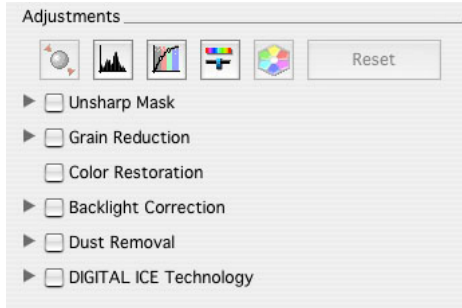 Adjustments
Reset
Unsharp Mask
Grain Reduction
Color Restoration
Backlight Correction
Dust Removal
DIGITAL ICE Technology